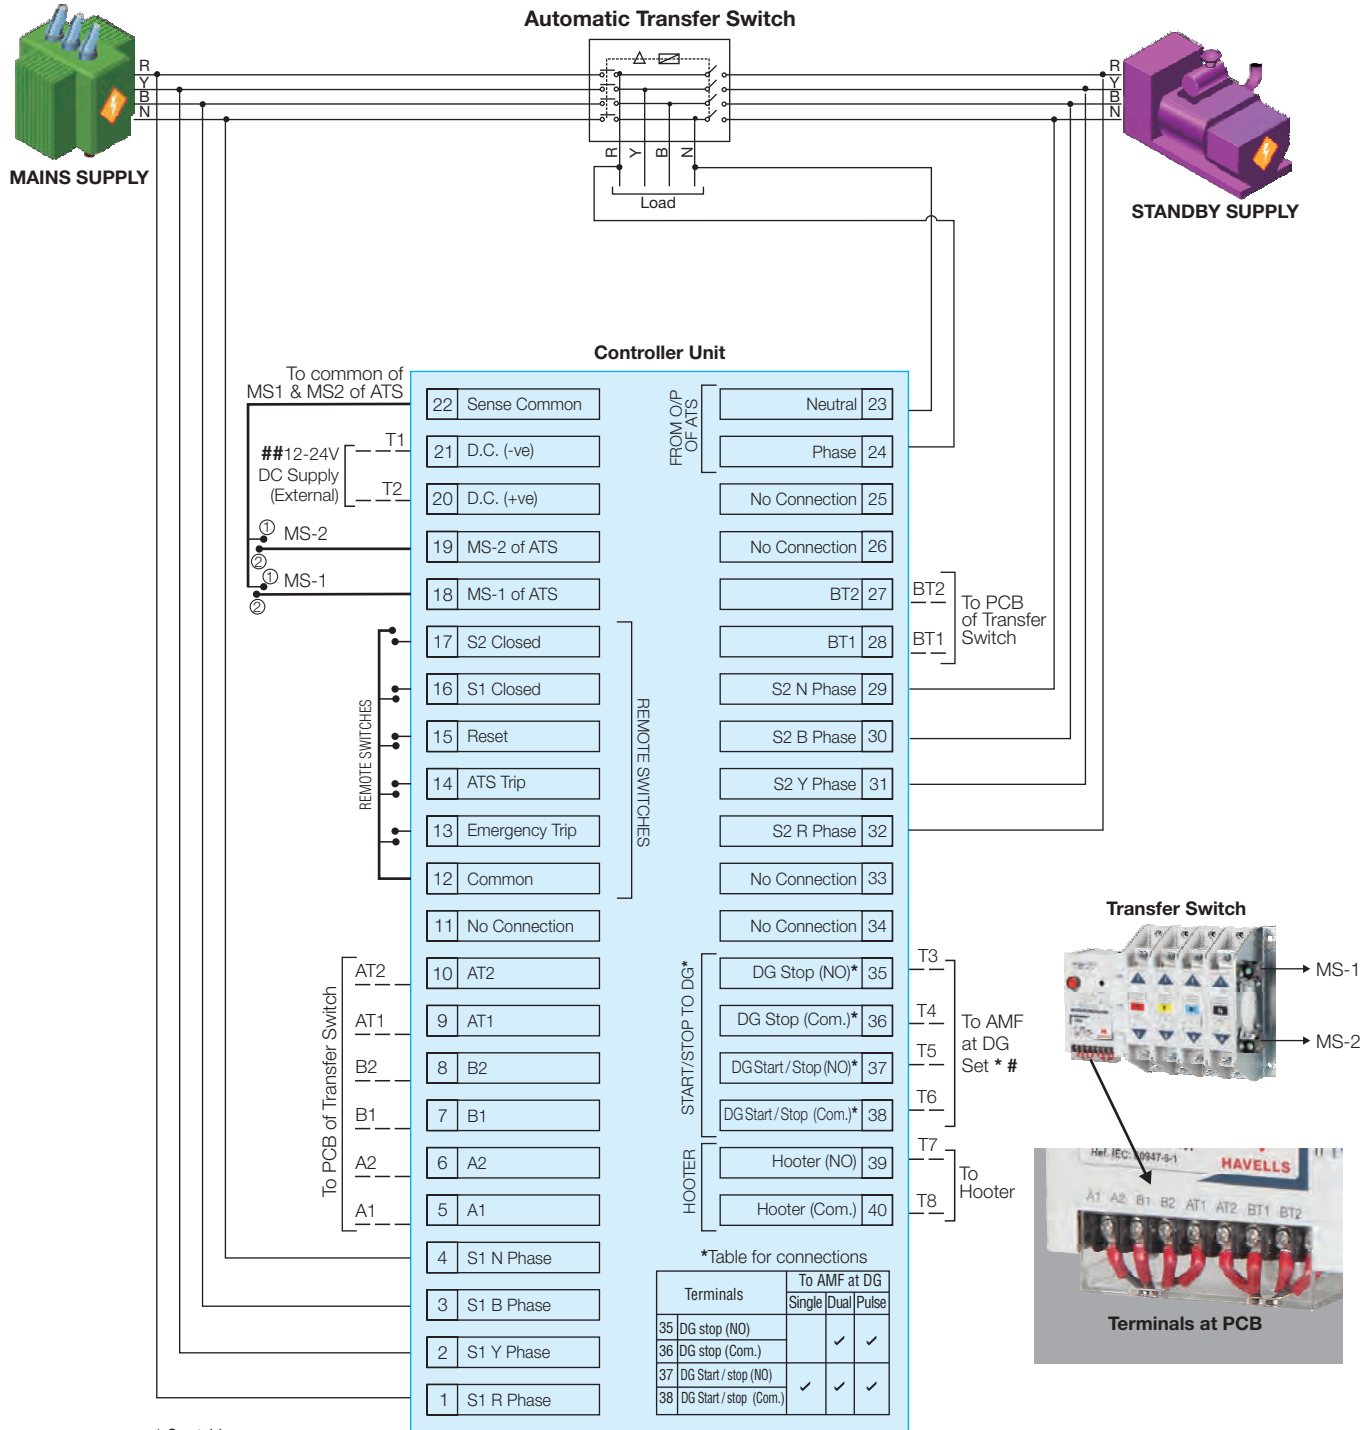 Automatic Transfer Switch
R
Y
B
N
R
Y
B
N
R
Y
B
N
Load
MAINS SUPPLY
STANDBY SUPPLY
Controller Unit
To common of
MS1 & MS2 of ATS
##12-24V
DC Supply
(External)
T1
T2
① MS-2
②
① MS-1
②
REMOTE SWITCHES
To PCB of Transfer Switch
AT2
AT1
B2
B1
A2
A1
22 Sense Common
21 D.C. (-ve)
20 D.C. (+ve)
19 MS-2 of ATS
18 MS-1 of ATS
17 S2 Closed
16 S1 Closed
15 Reset
14 ATS Trip
13 Emergency Trip
12 Common
11 No Connection
10 AT2
9 AT1
8 B2
7 B1
6 A2
5 A1
4 S1 N Phase
3 S1 B Phase
2 S1 Y Phase
1 S1 R Phase
REMOTE SWITCHES
FROM O/P
OF ATS
Neutral 23
Phase 24
No Connection 25
No Connection 26
BT2 27
BT1 28
S2 N Phase 29
S2 B Phase 30
S2 Y Phase 31
S2 R Phase 32
No Connection 33
No Connection 34
START/STOP TO DG*
DG Stop (NO)* 35
DG Stop (Com.)* 36
DG Start / Stop (NO)* 37
DG Start / Stop (Com.)* 38
HOOTER
Hooter (NO) 39
Hooter (Com.) 40
BT2
BT1
To PCB
of Transfer
Switch
T3
T4
T5
T6
To AMF
at DG
Set * #
T7
T8
To
Hooter
*Table for connections
Terminals
To AMF at DG
Single Dual Pulse
35 DG stop (NO)
✓ ✓
36 DG stop (Com.)
37 DG Start / stop (NO)
✓ ✓ ✓
38 DG Start / stop (Com.)
Transfer Switch
MS-1
MS-2
Ref. IEC: 60947-6-1
HAVELLS
A1 A2 B1 B2 AT1 AT2 BT1 BT2
Terminals at PCB